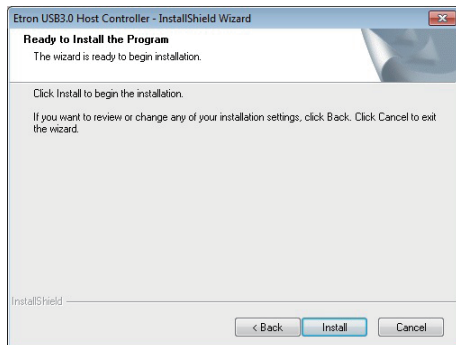 Etron USB3.0 Host Controller - InstallShield Wizard
Ready to Install the Program
The wizard is ready to begin installation.
Click Install to begin the installation.
If you want to review or change any of your installation settings, click Back. Click Cancel to exit
the wizard.
InstallShield
< Back
Install
Cancel